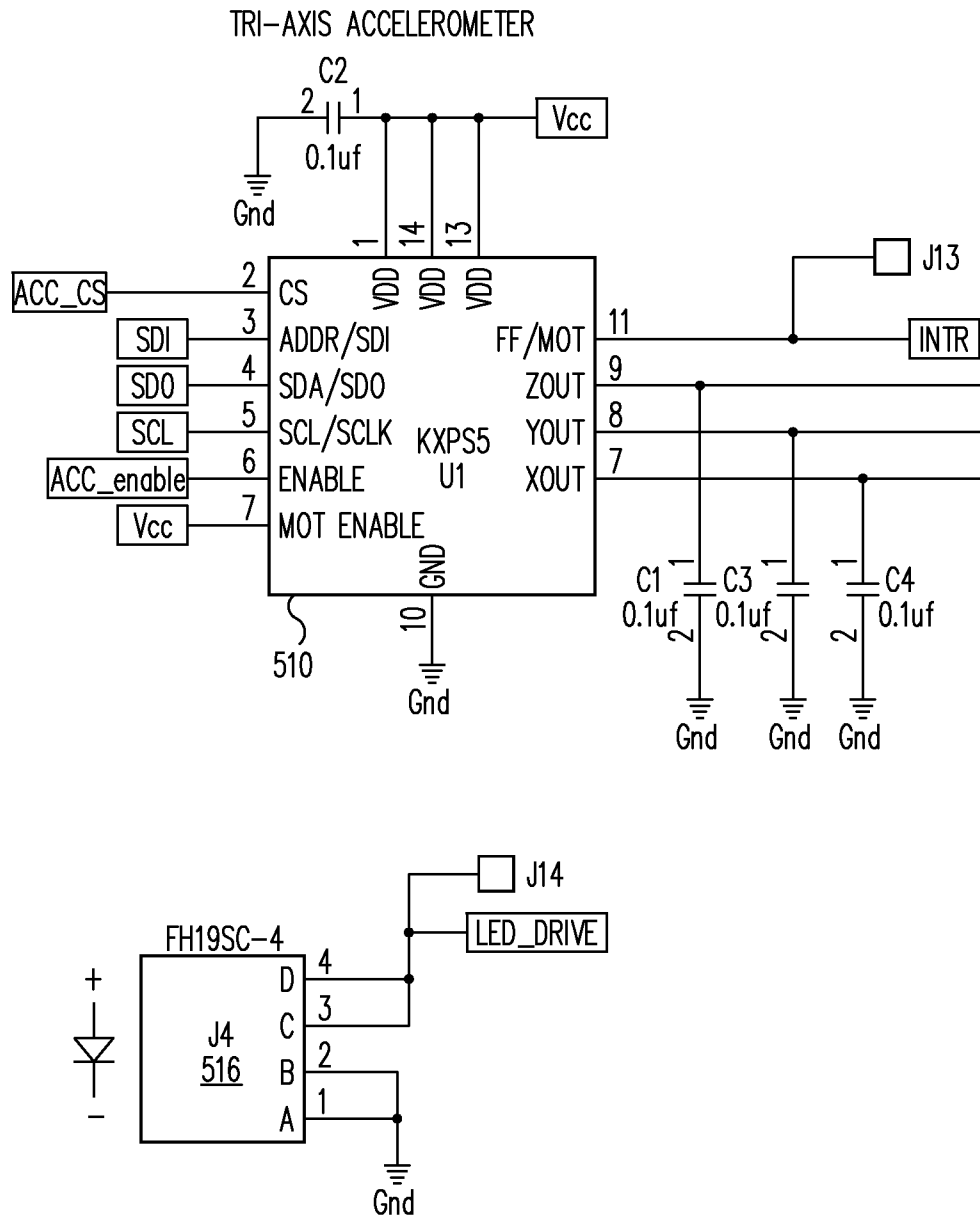 TRI-AXIS ACCELEROMETER
C2
2 1
0.1uf
Vcc
Gnd
1 14 13
VDD VDD VDD
ACC_CS 2 CS
SDI 3 ADDR/SDI
SDO 4 SDA/SDO
SCL 5 SCL/SCLK
ACC_enable 6 ENABLE
Vcc 7 MOT ENABLE
KXPS5
U1
GND
10
Gnd
510
J13
FF/MOT 11 INTR
ZOUT 9
YOUT 8
XOUT 7
C1 1 0.1uf 2 Gnd
C3 1 0.1uf 2 Gnd
C4 1 0.1uf 2 Gnd
J14
LED_DRIVE
FH19SC-4
+
-
J4
516
D 4
C 3
B 2
A 1
Gnd